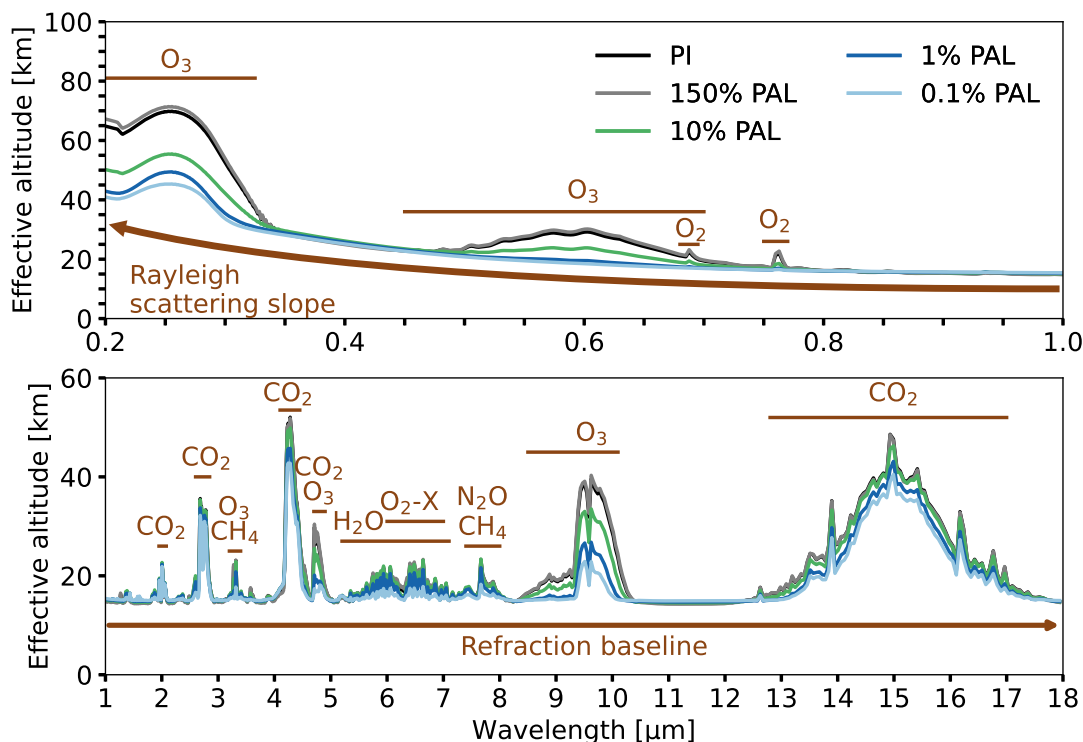 Effective altitude [km]
100
80
60
40
20
0
O₃
PI
150% PAL
10% PAL
1% PAL
0.1% PAL
O₃
O₂
O₂
Rayleigh
scattering slope
0.2
0.4
0.6
0.8
1.0
Effective altitude [km]
60
40
20
0
CO₂
CO₂
O₃
CH₄
CO₂
CO₂
O₃
H₂O
O₂-X
N₂O
CH₄
O₃
CO₂
Refraction baseline
1 2 3 4 5 6 7 8 9 10 11 12 13 14 15 16 17 18
Wavelength [μm]